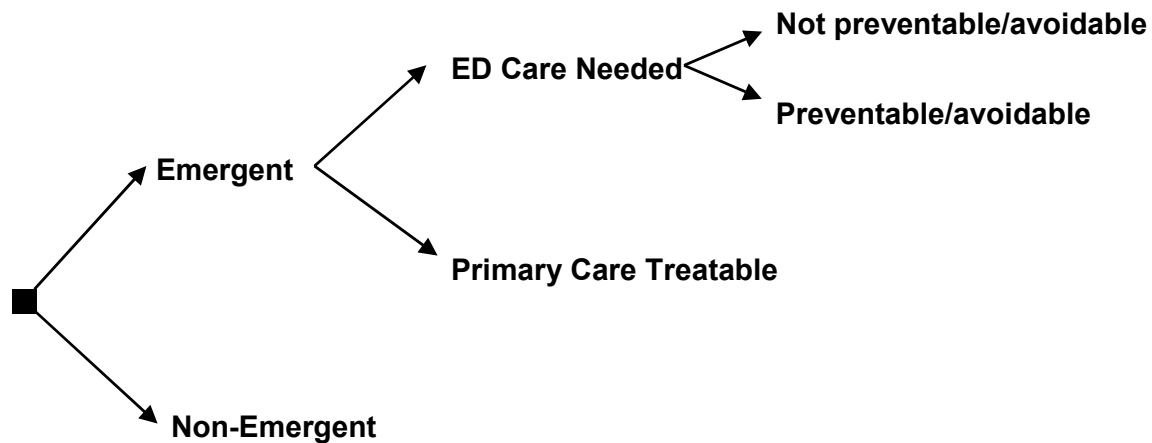 Not preventable/avoidable
ED Care Needed
Preventable/avoidable
Emergent
Primary Care Treatable
Non-Emergent